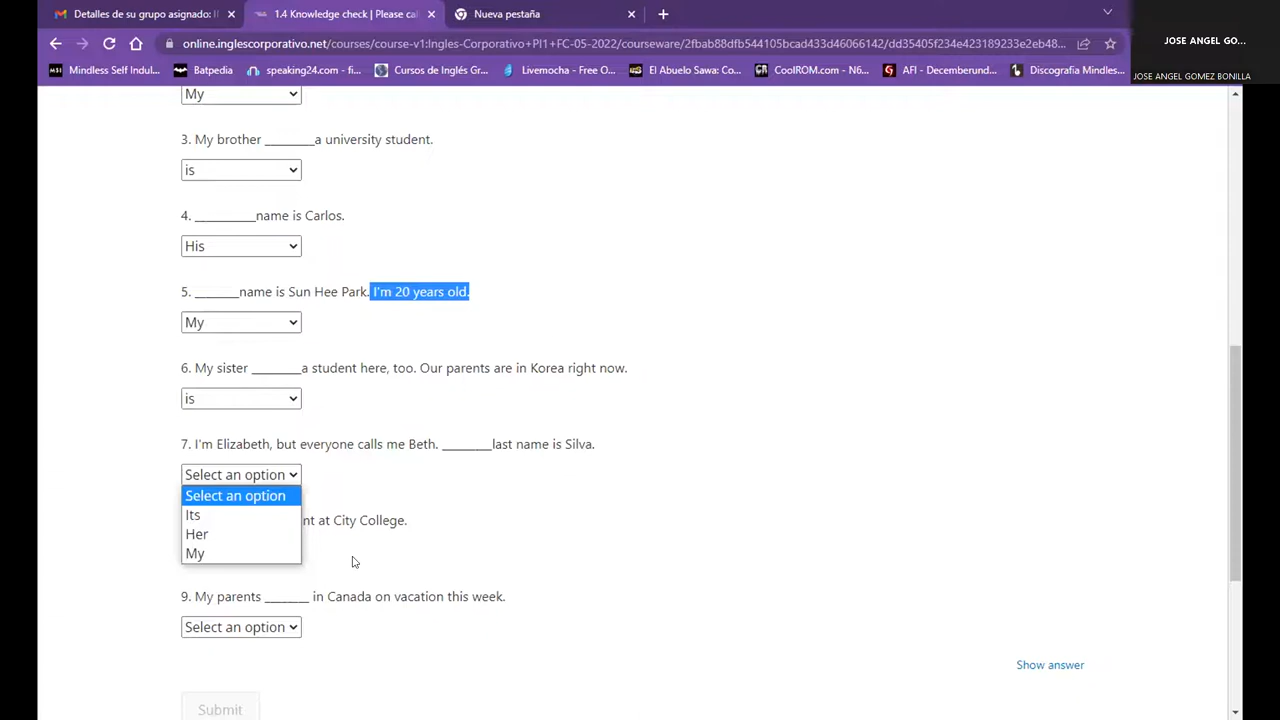 Detalles de su grupo asignado: I
1.4 Knowledge check | Please ca
Nueva pestaña
online.inglescorporativo.net/courses/course-v1:Ingles-Corporativo+PI1+FC-05-2022/courseware/2fbab88dfb544105bcad433d46066142/dd35405f234e423189233e2eb48...
JOSE ANGEL GO...
Mindless Self Indul...
Batpedia
speaking24.com - fi...
Cursos de Inglés Gr...
Livemocha - Free O...
El Abuelo Sawa: Co...
CoolROM.com - N6...
AFI - Decemberund...
Discografia Mindles...
JOSE ANGEL GOMEZ BONILLA
My
3. My brother ________a university student.
is
4. __________name is Carlos.
His
5. _______name is Sun Hee Park. I'm 20 years old.
My
6. My sister ________a student here, too. Our parents are in Korea right now.
is
7. I'm Elizabeth, but everyone calls me Beth. ________last name is Silva.
Select an option
Select an option
Its
nt at City College.
Her
My
9. My parents _______ in Canada on vacation this week.
Select an option
Show answer
Submit